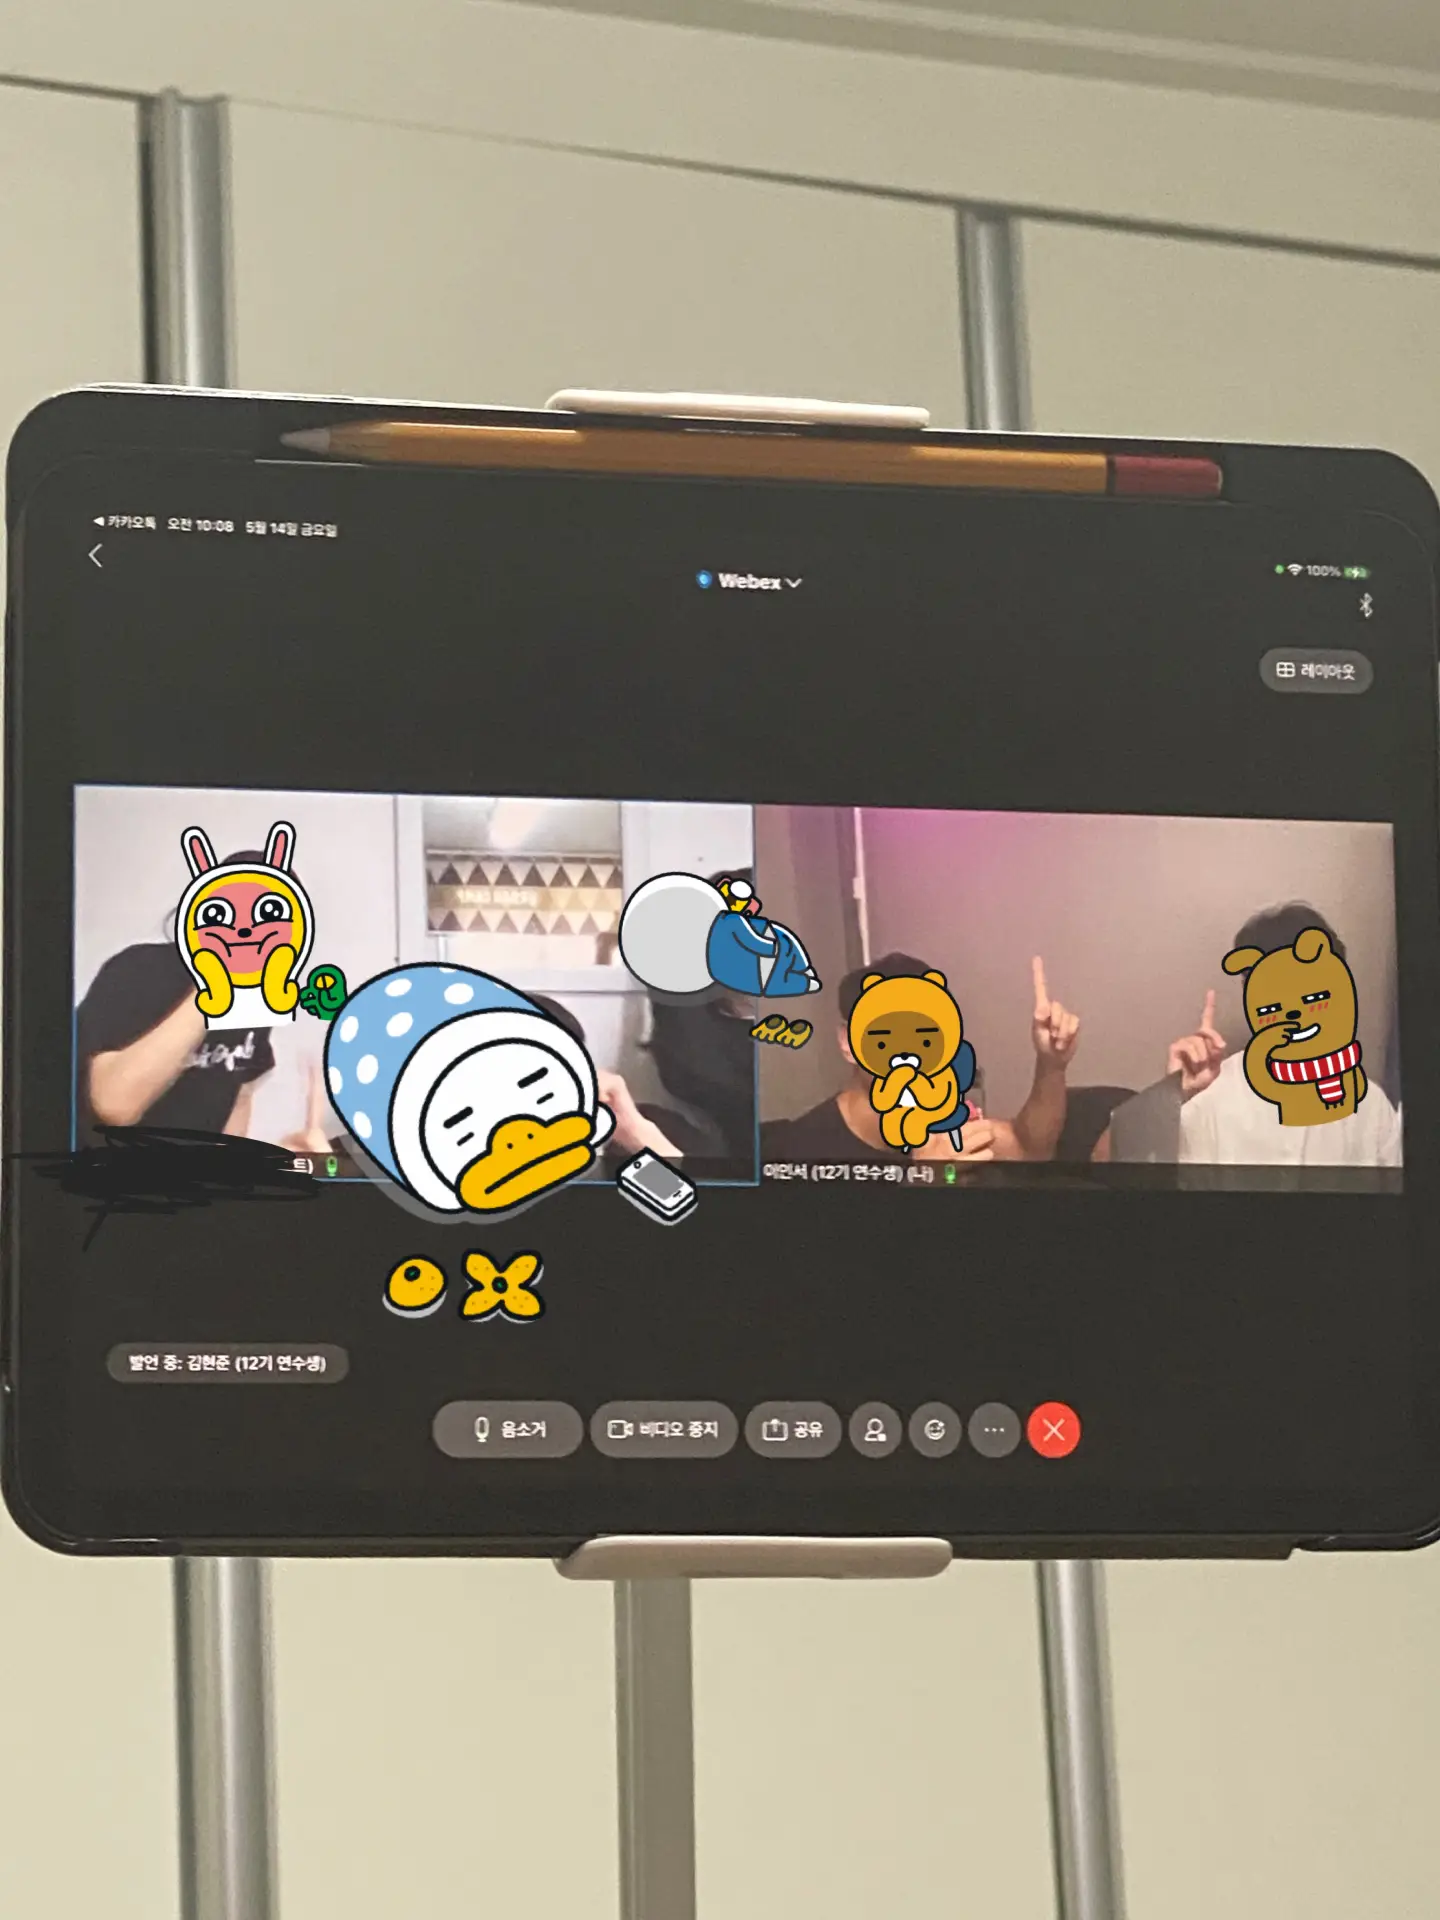 ◀ 카카오톡 오전 10:08 5월 14일 금요일
Webex
100%
레이아웃
트)
이인서 (12기 연수생) (나)
발언 중: 김현준 (12기 연수생)
음소거
비디오 중지
공유